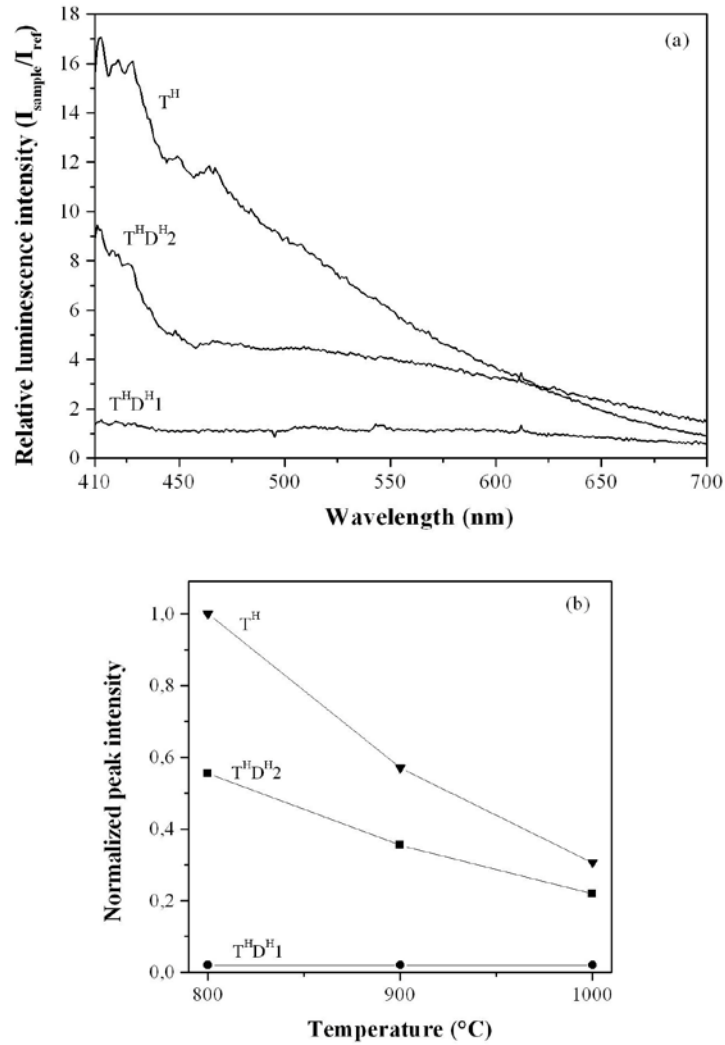 18
(a)
16
14
12
10
8
6
4
2
0
Relative luminescence intensity (I_sample/I_ref)
T^H
T^HD^H2
T^HD^H1
410 450 500 550 600 650 700
Wavelength (nm)
(b)
1,0
0,8
0,6
0,4
0,2
0,0
Normalized peak intensity
T^H
T^HD^H2
T^HD^H1
800 900 1000
Temperature (°C)